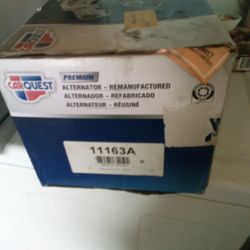 CARQUEST
PREMIUM
ALTERNATOR - REMANUFACTURED
ALTERNADOR - REFABRICADO
ALTERNATEUR - RÉUSINÉ
11163A